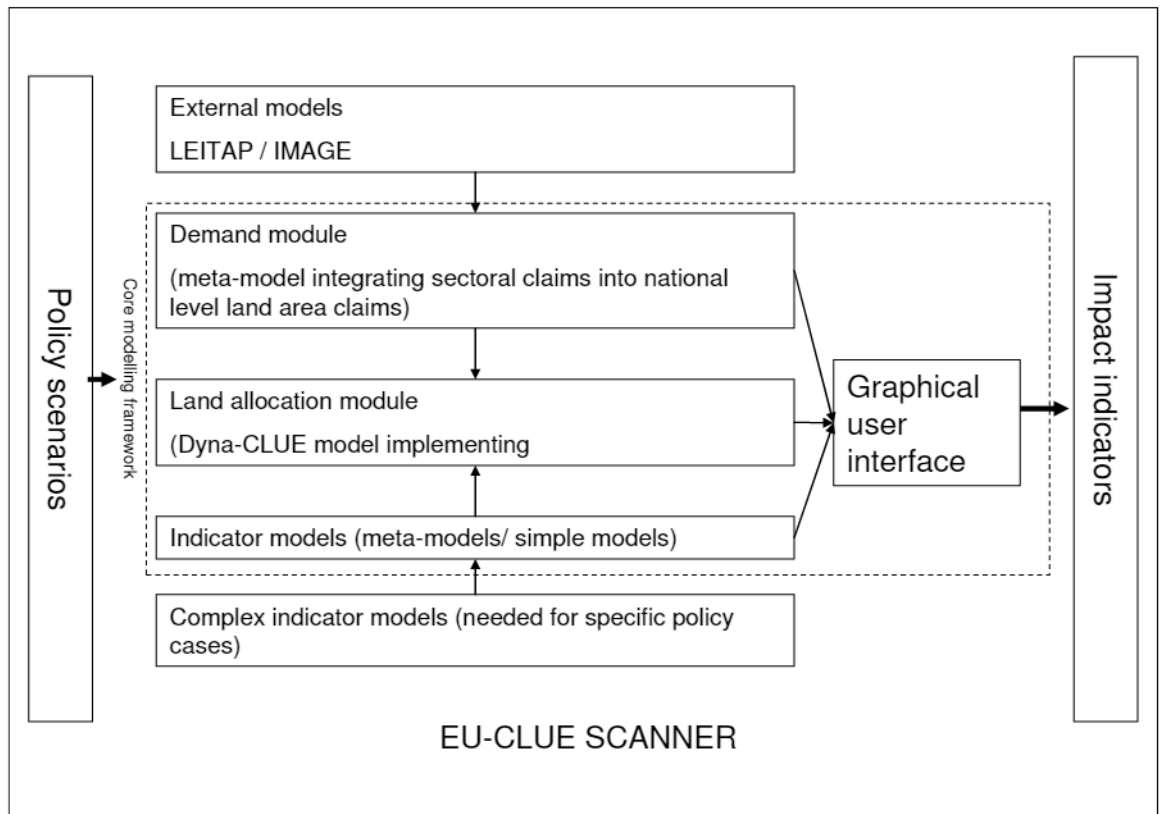 Policy scenarios
Core modelling framework
External models
LEITAP / IMAGE
Demand module
(meta-model integrating sectoral claims into national
level land area claims)
Land allocation module
(Dyna-CLUE model implementing
Indicator models (meta-models/ simple models)
Complex indicator models (needed for specific policy
cases)
Graphical
user
interface
Impact indicators
EU-CLUE SCANNER